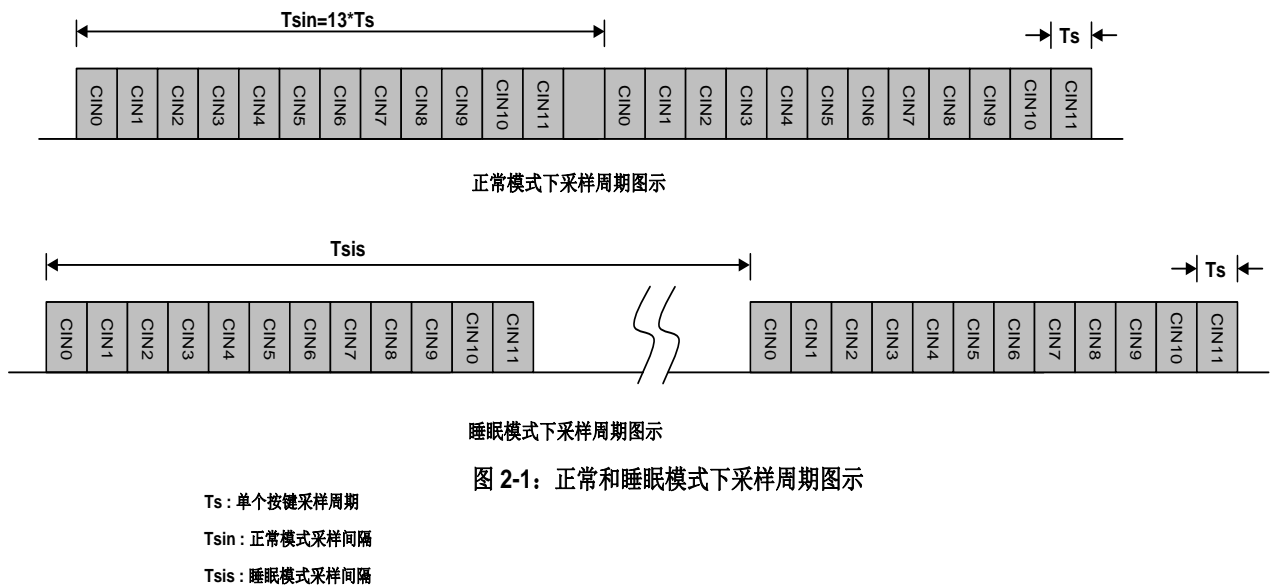 Tsin=13*Ts
Ts
CIN0 CIN1 CIN2 CIN3 CIN4 CIN5 CIN6 CIN7 CIN8 CIN9 CIN10 CIN11 CIN0 CIN1 CIN2 CIN3 CIN4 CIN5 CIN6 CIN7 CIN8 CIN9 CIN10 CIN11
正常模式下采样周期图示
Tsis
Ts
CIN0 CIN1 CIN2 CIN3 CIN4 CIN5 CIN6 CIN7 CIN8 CIN9 CIN10 CIN11 CIN0 CIN1 CIN2 CIN3 CIN4 CIN5 CIN6 CIN7 CIN8 CIN9 CIN10 CIN11
睡眠模式下采样周期图示
图 2-1：正常和睡眠模式下采样周期图示
Ts : 单个按键采样周期
Tsin : 正常模式采样间隔
Tsis : 睡眠模式采样间隔